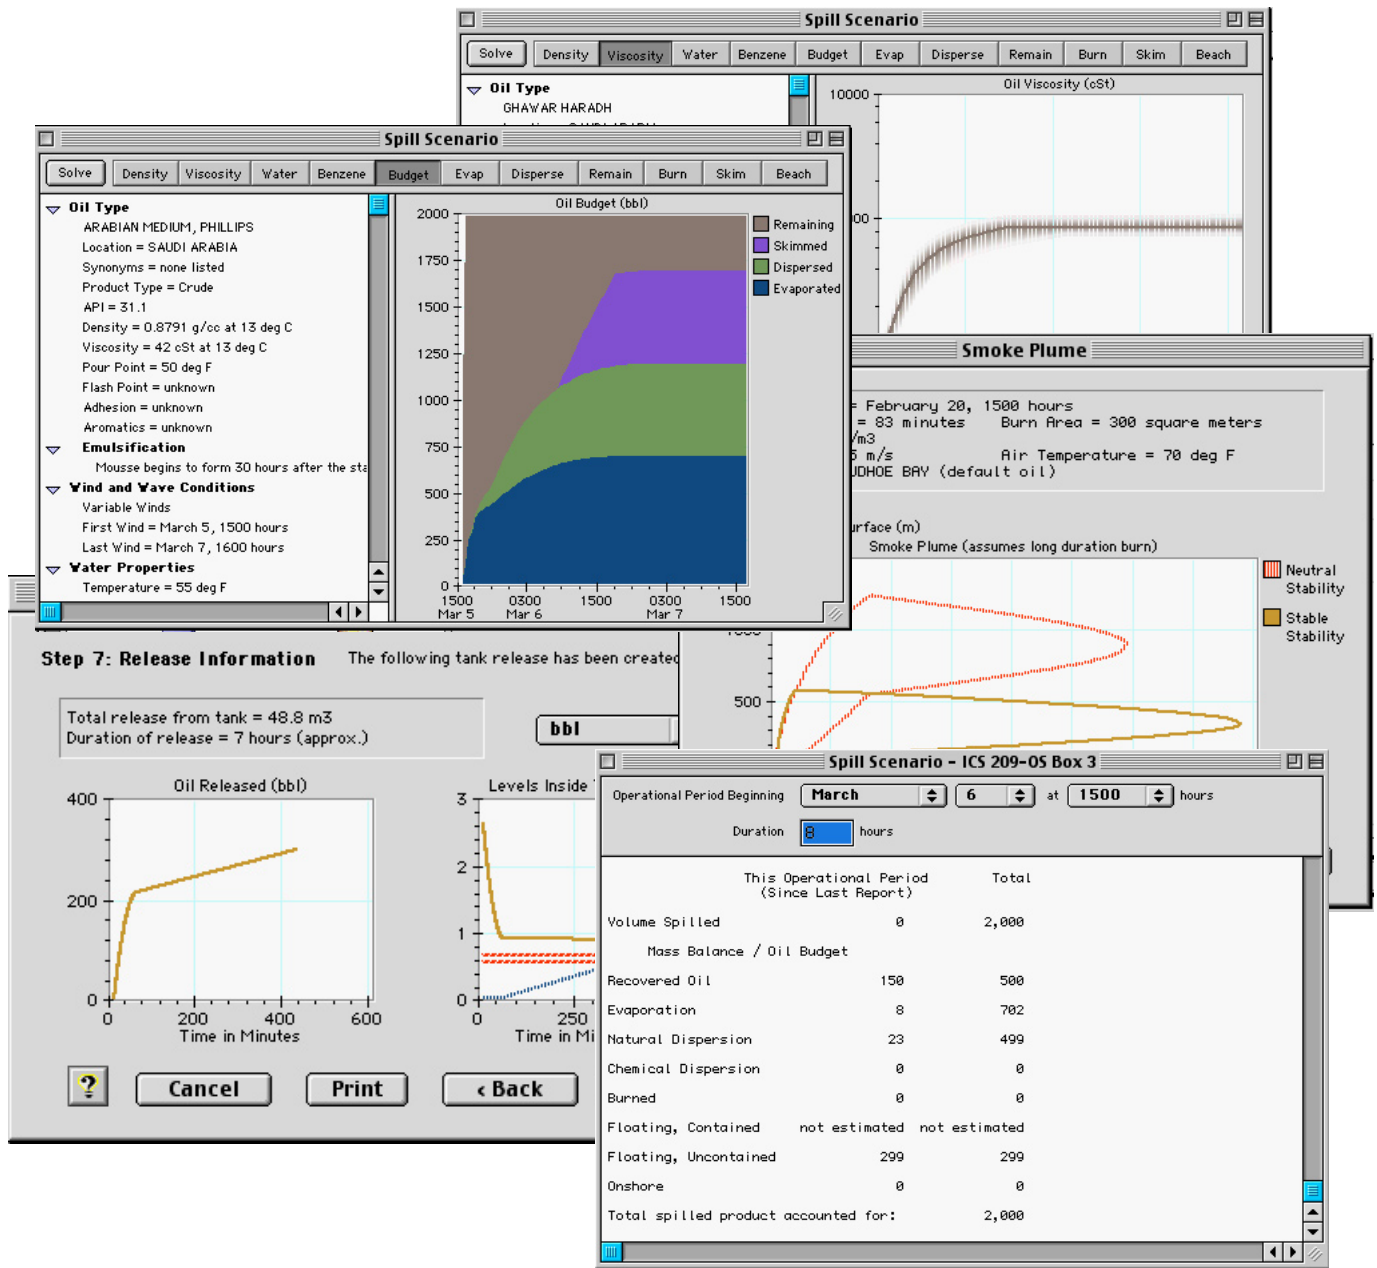 Spill Scenario
Solve Density Viscosity Water Benzene Budget Evap Disperse Remain Burn Skim Beach
Oil Type
GHAWAR HARADH
Oil Viscosity (cSt)
10000
Spill Scenario
Solve Density Viscosity Water Benzene Budget Evap Disperse Remain Burn Skim Beach
Oil Type
ARABIAN MEDIUM, PHILLIPS
Location = SAUDI ARABIA
Synonyms = none listed
Product Type = Crude
API = 31.1
Density = 0.8791 g/cc at 13 deg C
Viscosity = 42 cSt at 13 deg C
Pour Point = 50 deg F
Flash Point = unknown
Adhesion = unknown
Aromatics = unknown
Emulsification
Mousse begins to form 30 hours after the sta
Wind and Wave Conditions
Variable Winds
First Wind = March 5, 1500 hours
Last Wind = March 7, 1600 hours
Water Properties
Temperature = 55 deg F
Oil Budget (bbl)
2000
1750
1500
1250
1000
750
500
250
0
1500 0300 1500 0300 1500
Mar 5 Mar 6 Mar 7
Remaining
Skimmed
Dispersed
Evaporated
Smoke Plume
= February 20, 1500 hours
= 83 minutes Burn Area = 300 square meters
/m3
m/s Air Temperature = 70 deg F
UDHOE BAY (default oil)
urface (m)
Smoke Plume (assumes long duration burn)
Neutral
Stability
Stable
Stability
500
Step 7: Release Information The following tank release has been created
Total release from tank = 48.8 m3
Duration of release = 7 hours (approx.)
bbl
Oil Released (bbl)
400
200
0
0 200 400 600
Time in Minutes
Levels Inside
3
2
1
0
0 250
Time in Mi
? Cancel Print < Back
Spill Scenario - ICS 209-OS Box 3
Operational Period Beginning March 6 at 1500 hours
Duration 8 hours
This Operational Period Total
(Since Last Report)
Volume Spilled 0 2,000
Mass Balance / Oil Budget
Recovered Oil 150 500
Evaporation 8 702
Natural Dispersion 23 499
Chemical Dispersion 0 0
Burned 0 0
Floating, Contained not estimated not estimated
Floating, Uncontained 299 299
Onshore 0 0
Total spilled product accounted for: 2,000